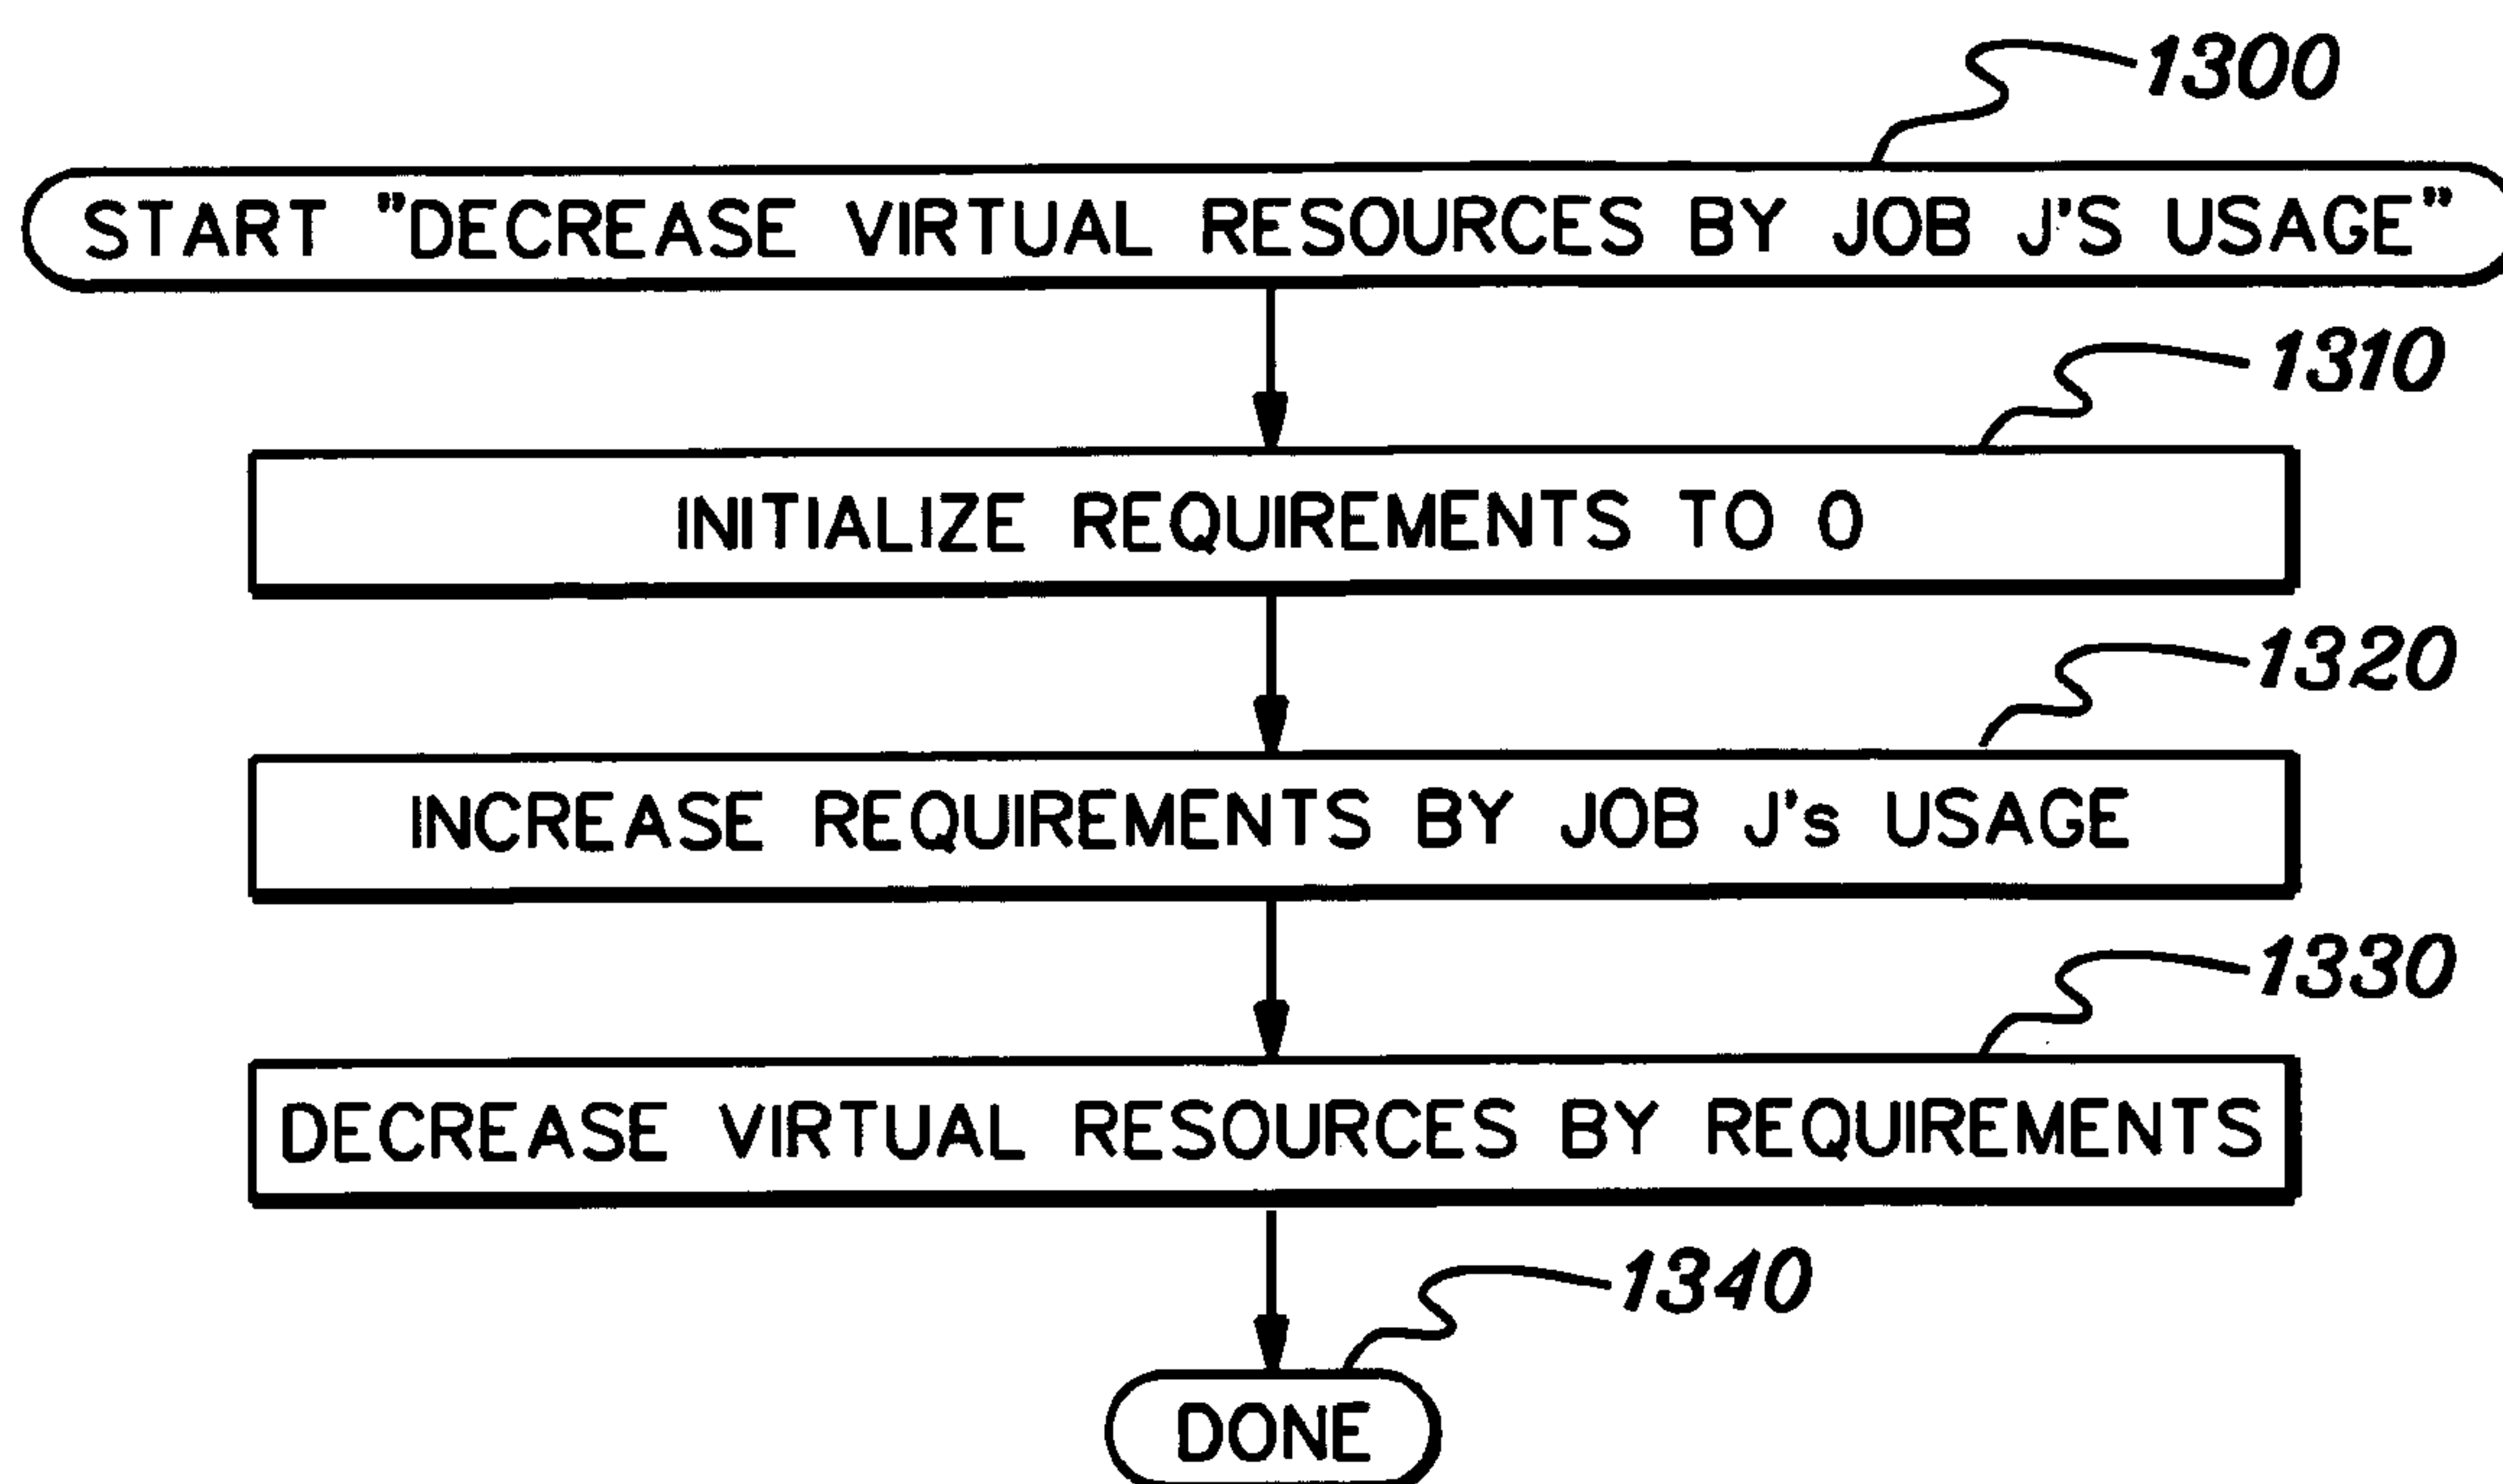 1300
START "DECREASE VIRTUAL RESOURCES BY JOB J'S USAGE"
1310
INITIALIZE REQUIREMENTS TO 0
1320
INCREASE REQUIREMENTS BY JOB J's USAGE
1330
DECREASE VIRTUAL RESOURCES BY REQUIREMENTS
1340
DONE